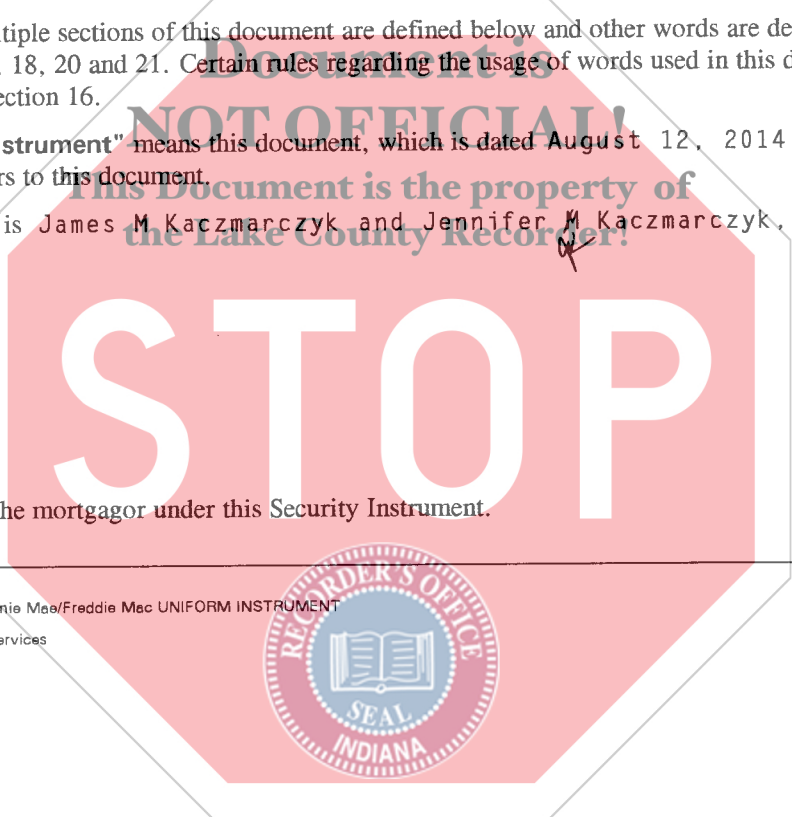 tiple sections of this document are defined below and other words are de
18, 20 and 21. Certain rules regarding the usage of words used in this d
ection 16.
strument" means this document, which is dated August 12, 2014
rs to this document.
is James M Kaczmarczyk and Jennifer M Kaczmarczyk,
Document is
NOT OFFICIAL!
This Document is the property of
the Lake County Recorder!
STOP
he mortgagor under this Security Instrument.
nie Mae/Freddie Mac UNIFORM INSTRUMENT
ervices
RECORDER'S OFFICE
SEAL
INDIANA